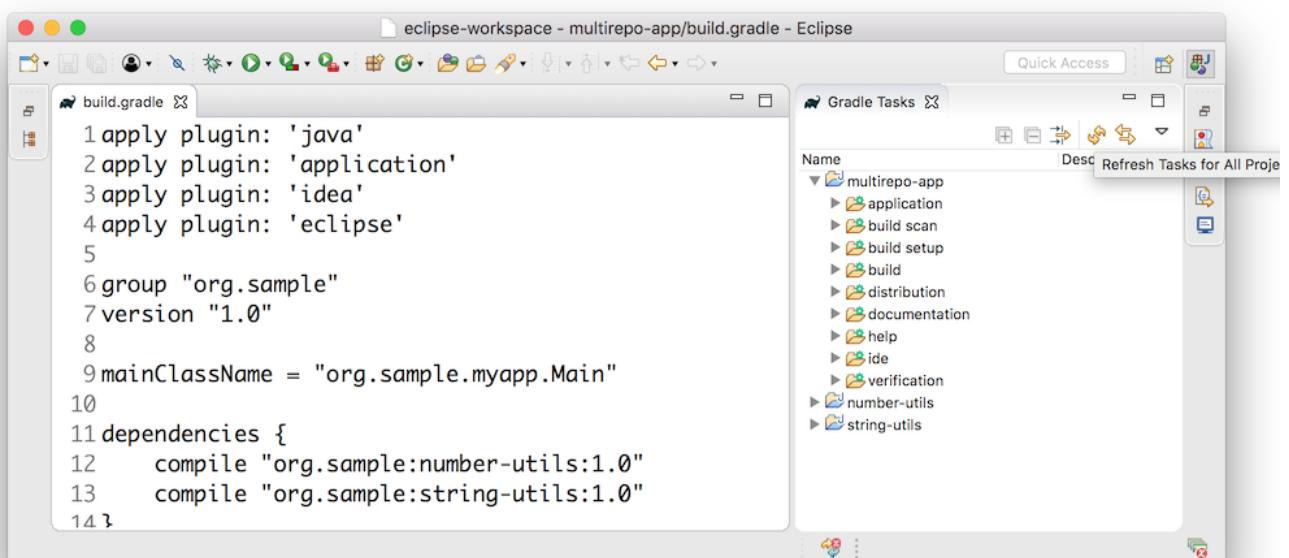 eclipse-workspace - multirepo-app/build.gradle - Eclipse
Quick Access
build.gradle
1 apply plugin: 'java'
2 apply plugin: 'application'
3 apply plugin: 'idea'
4 apply plugin: 'eclipse'
5
6 group "org.sample"
7 version "1.0"
8
9 mainClassName = "org.sample.myapp.Main"
10
11 dependencies {
12 compile "org.sample:number-utils:1.0"
13 compile "org.sample:string-utils:1.0"
14 }
Gradle Tasks
Name Desc
Refresh Tasks for All Proje
multirepo-app
application
build scan
build setup
build
distribution
documentation
help
ide
verification
number-utils
string-utils